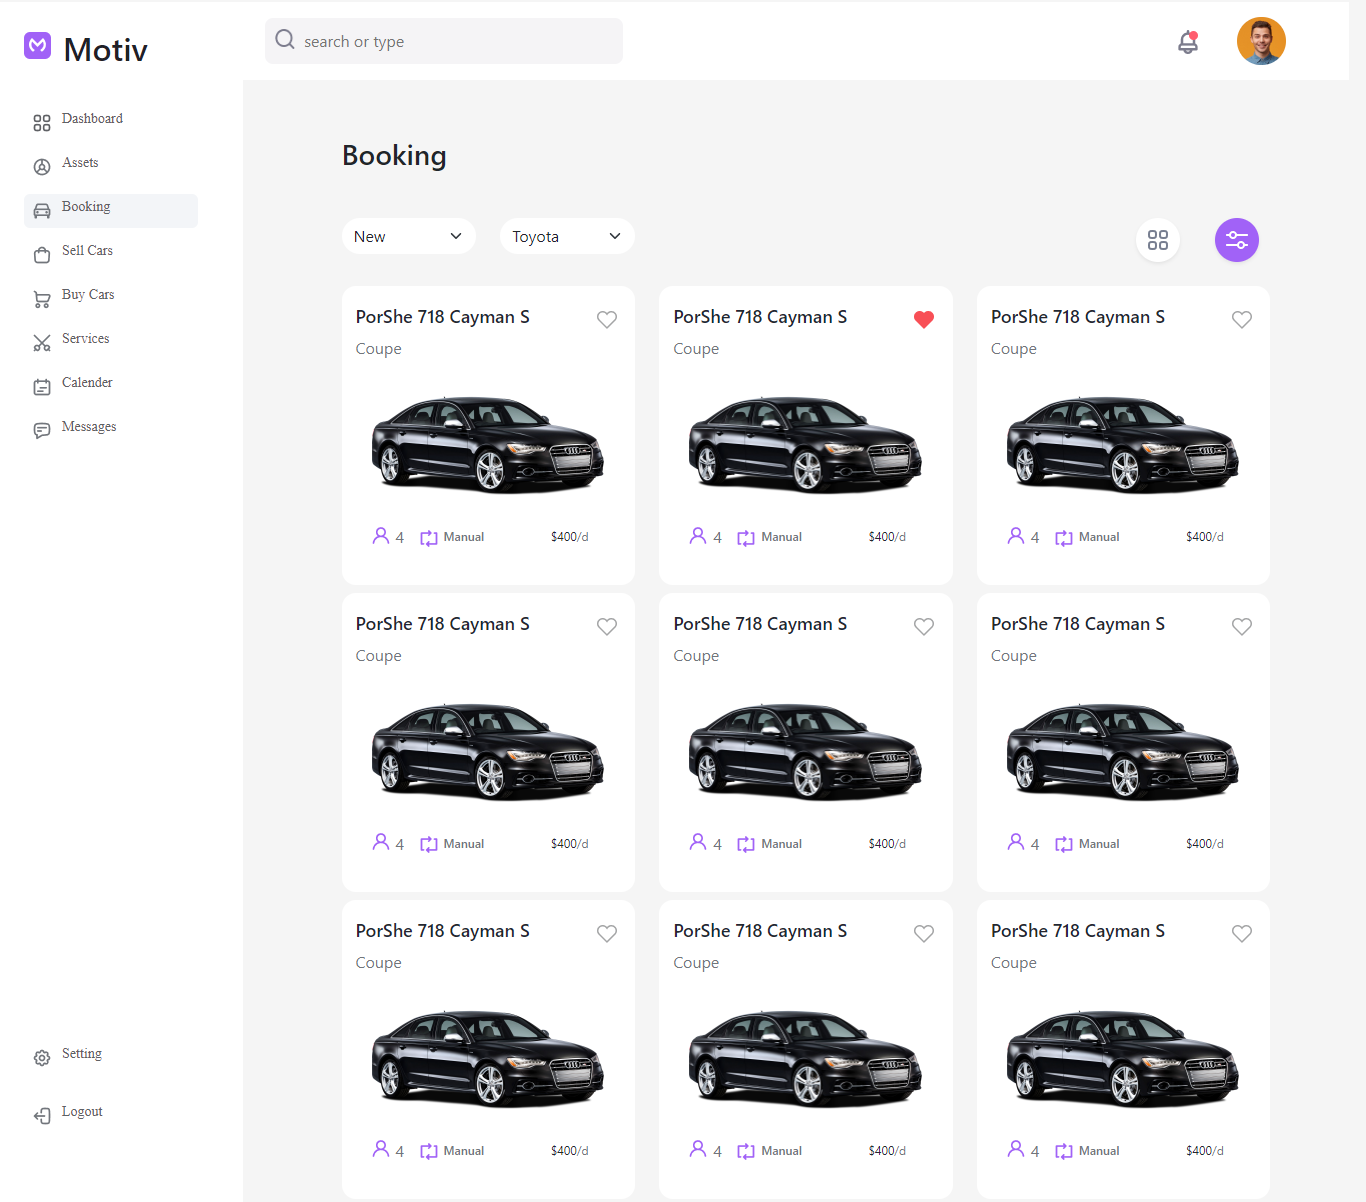 Motiv
search or type
Dashboard
Assets
Booking
Sell Cars
Buy Cars
Services
Calender
Messages
Setting
Logout
Booking
New
Toyota
PorShe 718 Cayman S
Coupe
4 Manual $400/d
PorShe 718 Cayman S
Coupe
4 Manual $400/d
PorShe 718 Cayman S
Coupe
4 Manual $400/d
PorShe 718 Cayman S
Coupe
4 Manual $400/d
PorShe 718 Cayman S
Coupe
4 Manual $400/d
PorShe 718 Cayman S
Coupe
4 Manual $400/d
PorShe 718 Cayman S
Coupe
4 Manual $400/d
PorShe 718 Cayman S
Coupe
4 Manual $400/d
PorShe 718 Cayman S
Coupe
4 Manual $400/d